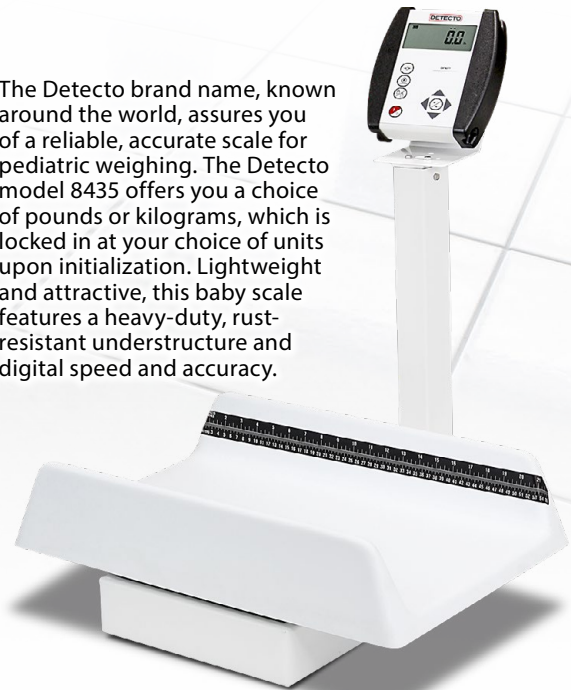 DETECTO
0.0
The Detecto brand name, known
around the world, assures you
of a reliable, accurate scale for
pediatric weighing. The Detecto
model 8435 offers you a choice
of pounds or kilograms, which is
locked in at your choice of units
upon initialization. Lightweight
and attractive, this baby scale
features a heavy-duty, rust-
resistant understructure and
digital speed and accuracy.